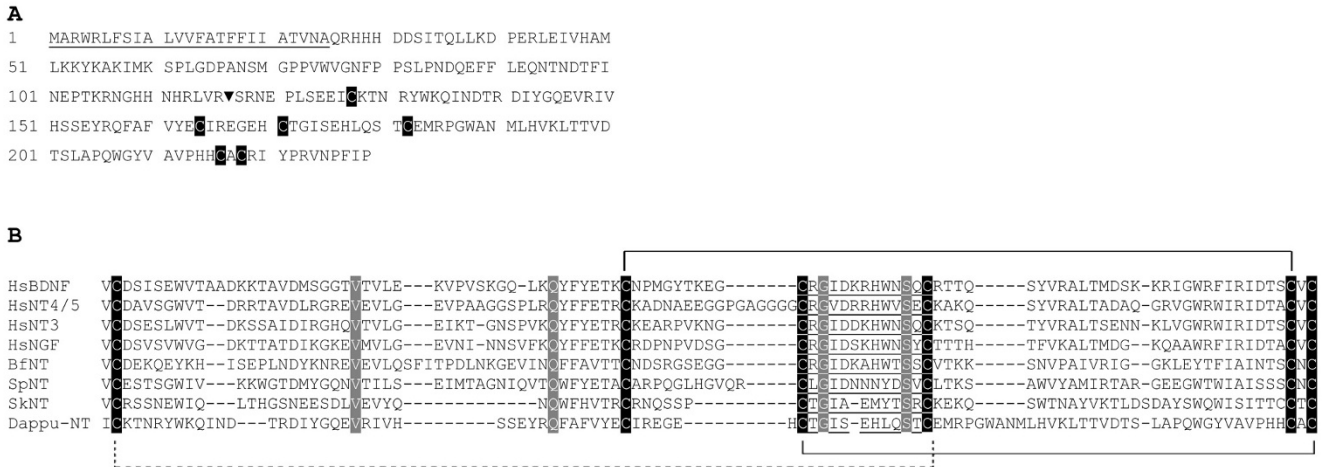 A
1 MARWRLFSIA LVVFATFFII ATVNAQRHHH DDSITQLLKD PERLEIVHAM
51 LKKYKAKIMK SPLGDPANSM GPPVWVGNFP PSLPNDQEFF LEQNTNDTFI
101 NEPTKRNGHH NHRLVR▼SRNE PLSEEICKTN RYWKQINDTR DIYGQEVRIV
151 HSSEYRQFAF VYECIREGEH CTGISEHLQS TCEMRPGWAN MLHVKLTTVD
201 TSLAPQWGYV AVPHHCACRI YPRVNPFIP
B
HsBDNF VCDSISEWVTAADKKTAVDMSGGTVTVLE---KVPVSKGQ-LKQYFYETKCNPMGYTKEG-------CRGIDKRHWNSQCRTTQ-----SYVRALTMDSK-KRIGWRFIRIDTSCVC
HsNT4/5 VCDAVSGWVT--DRRTAVDLRGREVEVLGEVPAAGGSPLRQYFFETRCKADNAEEGGPGAGGGGCRGVDRRHWVSECKAKQ-----SYVRALTADAQ-GRVGWRWIRIDTACVC
HsNT3 VCDSESLWVT--DKSSAIDIRGHQVTVLG---EIKT-GNSPVKQYFYETRCKEARPVKNG-------CRGIDDKHWNSQCKTSQ-----TYVRALTSENN-KLVGWRWIRIDTSCVC
HsNGF VCDSVSVWVG--DKTTATDIKGKEVMVLG---EVNI-NNSVFKQYFFETKCRDPNPVDSG-------CRGIDSKHWNSYCTTTH-----TFVKALTMDG-KQAAWRFIRIDTACVC
BfNT VCDEKQEYKH--ISEPLNDYKNREVEVLQSFITPDLNKGEVINQFFAVTTCNDSRGSEGG-------CRGIDKAHWTSSCVTKK-----SNVPAIVRIG--GKLEYTFIAINTSCNC
SpNT VCESTSGWIV--KKWGTDMYGQNVTILS---EIMTAGNIQVTQWFYETACARPQGLHGVQR------CLGIDNNNYDSVCLTKS-----AWVYAMIRTAR-GEEGWTWIAISSSCNC
SkNT VCRSSNEWIQ---LTHGSNEESDLVEVYQ----------NQWFHVTRCRNQSSP---------CTGIA-EMYTSRCKEKQ-----SWTNAYVKTLDSDAYSWQWISITTCTC
Dappu-NT ICKTNRYWKQIND---TRDIYGQEVRIVH-------SSEYRQFAFVYECIREGE--------HCTGIS-EHLQSTCEMRPGWANMLHVKLTTVDTS-LAPQWGYVAVPHHCAC